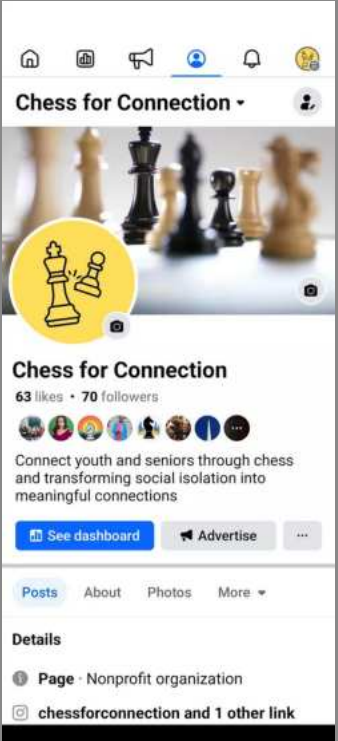 Chess for Connection
Chess for Connection
63 likes • 70 followers
Connect youth and seniors through chess
and transforming social isolation into
meaningful connections
See dashboard
Advertise
Posts About Photos More
Details
Page · Nonprofit organization
chessforconnection and 1 other link